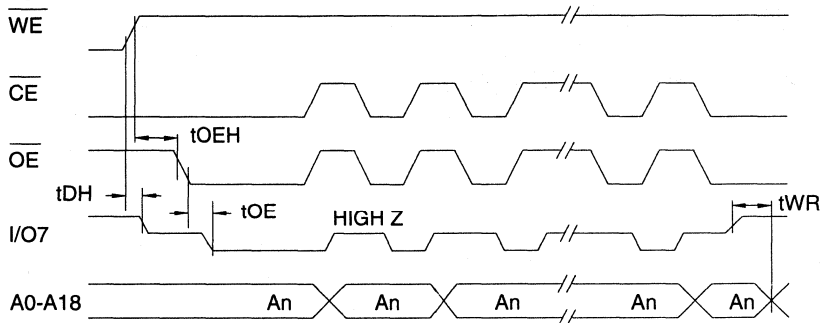 WE
CE
tOEH
OE
tDH
tOE
HIGH Z
tWR
I/O7
A0-A18 An An An An An